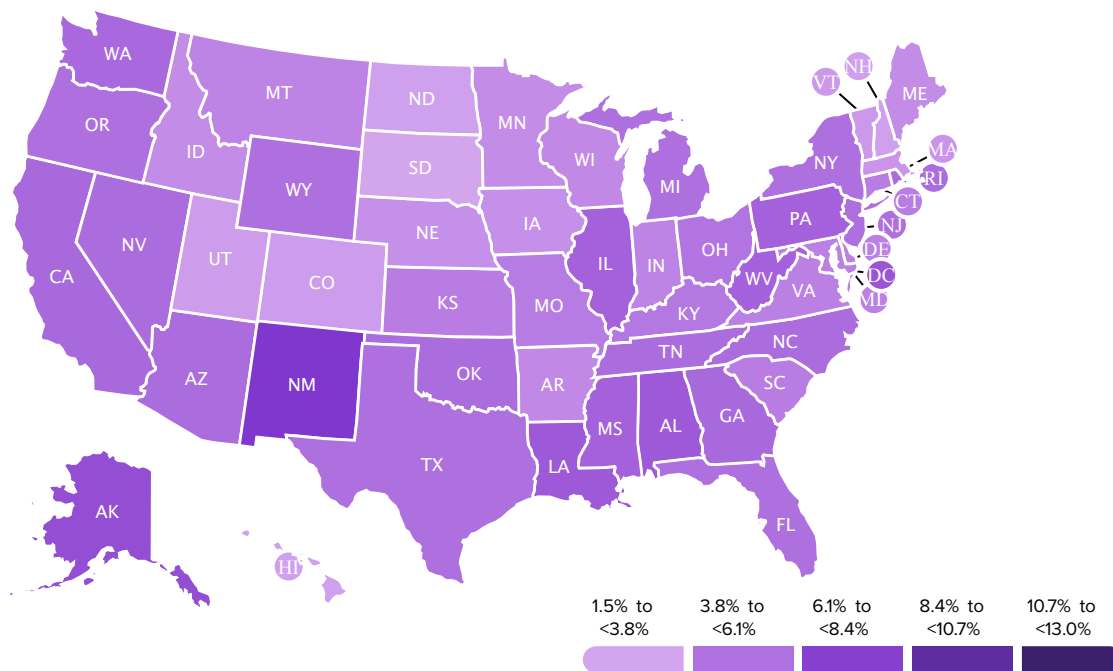 WA
OR
CA
NV
ID
MT
WY
UT
CO
AZ
NM
ND
SD
NE
KS
OK
TX
MN
IA
MO
AR
LA
WI
IL
MI
IN
OH
KY
TN
MS
AL
GA
FL
SC
NC
VA
WV
PA
NY
VT
NH
ME
MA
RI
CT
NJ
DE
DC
MD
AK
HI
1.5% to
<3.8%
3.8% to
<6.1%
6.1% to
<8.4%
8.4% to
<10.7%
10.7% to
<13.0%